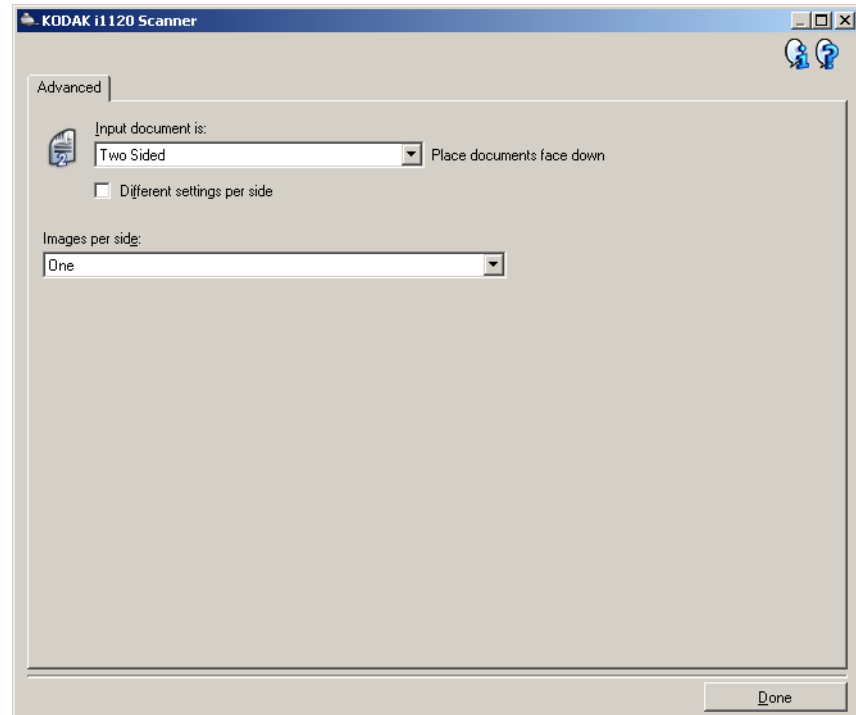 KODAK i1120 Scanner
Advanced
Input document is:
2
Two Sided
Place documents face down
Different settings per side
Images per side:
One
Done